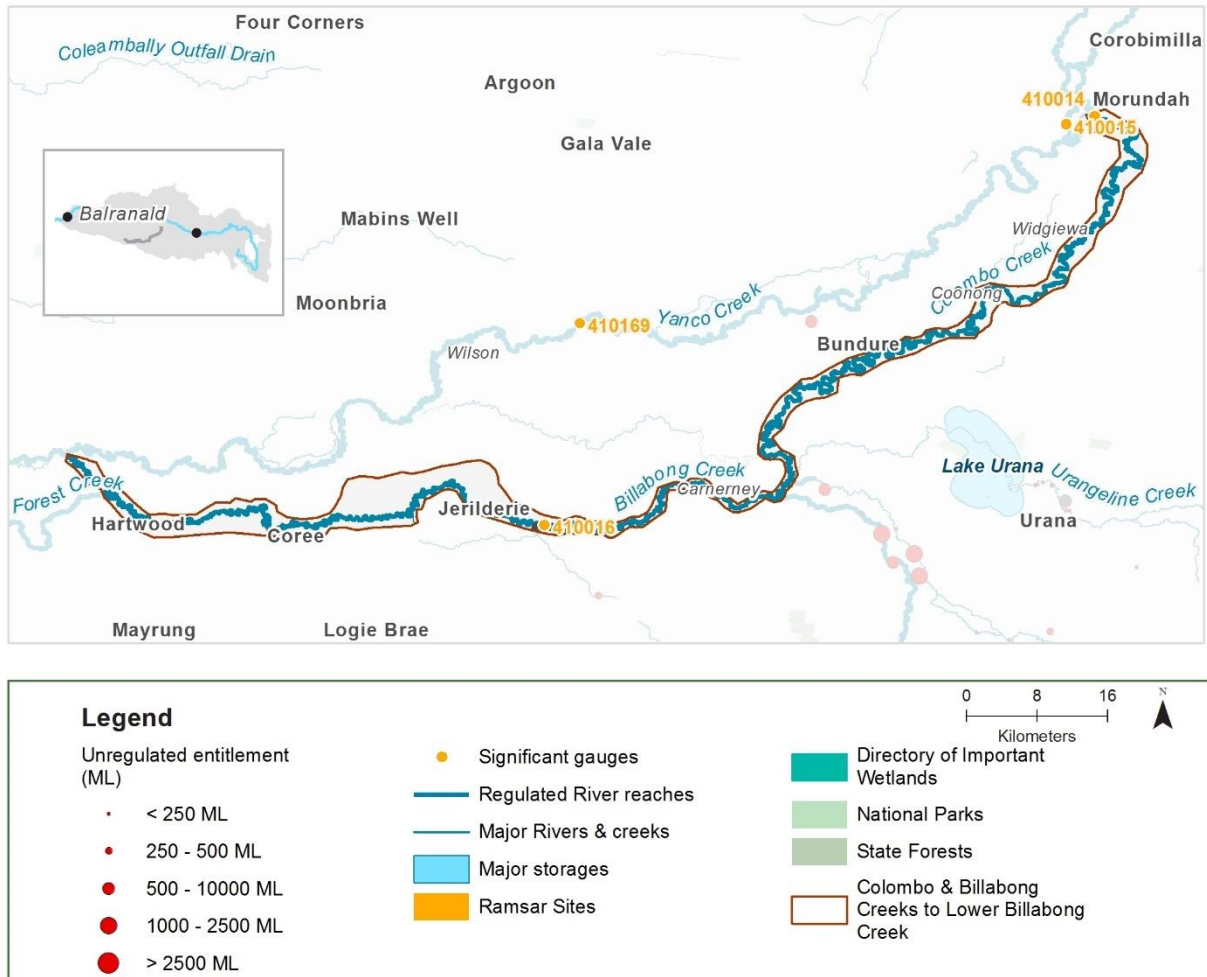 Four Corners
Coleambally Outfall Drain
Corobimilla
Argoon
410014 Morundah
410015
Gala Vale
Balranald
Mabins Well
Widgiewa
Colombo Creek
Moonbria
Coonong
Yanco Creek
410169
Bundure
Wilson
Lake Urana
Urangeline Creek
Billabong Creek
Carnerney
Forest Creek
Jerilderie
Hartwood
410016
Urana
Coree
Mayrung
Logie Brae
Legend
Unregulated entitlement
(ML)
< 250 ML
250 - 500 ML
500 - 10000 ML
1000 - 2500 ML
> 2500 ML
Significant gauges
Regulated River reaches
Major Rivers & creeks
Major storages
Ramsar Sites
0 8 16
Kilometers
N
Directory of Important
Wetlands
National Parks
State Forests
Colombo & Billabong
Creeks to Lower Billabong
Creek